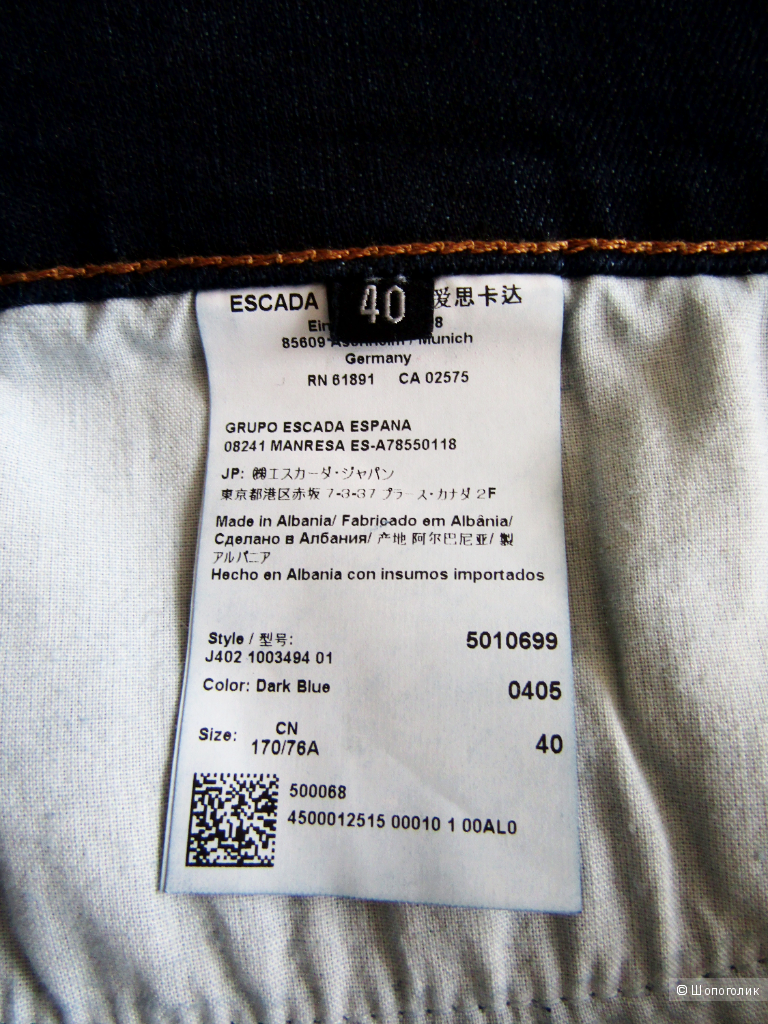 ESCADA 40 爱思卡达
8
85609 Aschheim / Munich
Germany
RN 61891 CA 02575
GRUPO ESCADA ESPANA
08241 MANRESA ES-A78550118
JP: ㈱エスカーダ・ジャパン
東京都港区赤坂 7-3-37 プラース・カナダ 2F
Made in Albania/ Fabricado em Albânia/
Сделано в Албания/ 产地 阿尔巴尼亚/ 製
アルバニア
Hecho en Albania con insumos importados
Style / 型号: 5010699
J402 1003494 01
Color: Dark Blue 0405
Size: CN 40
170/76A
500068
4500012515 00010 1 00AL0
© Шопоголик